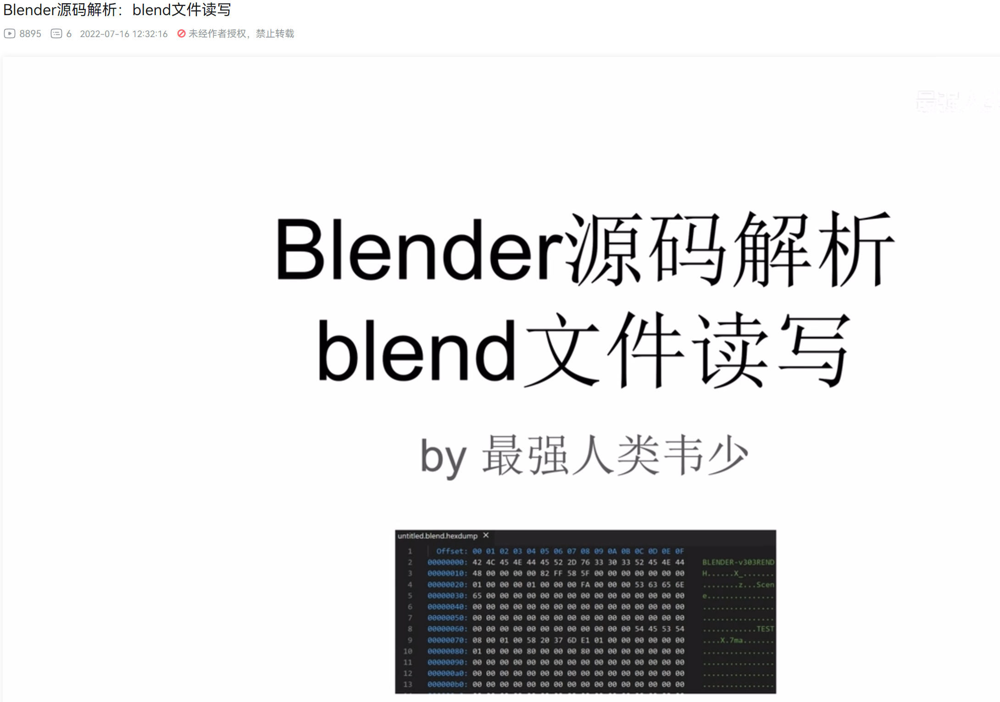 Blender源码解析：blend文件读写
8895 6 2022-07-16 12:32:16 未经作者授权，禁止转载
最强人
Blender源码解析
blend文件读写
by 最强人类韦少
untitled.blend.hexdump ×
1 Offset: 00 01 02 03 04 05 06 07 08 09 0A 0B 0C 0D 0E 0F
2 00000000: 42 4C 45 4E 44 45 52 2D 76 33 30 33 52 45 4E 44 BLENDER-v303REND
3 00000010: 48 00 00 00 00 82 FF 58 5F 00 00 00 00 00 00 00 H......X_.......
4 00000020: 01 00 00 00 01 00 00 00 FA 00 00 00 53 63 65 6E ........z...Scen
5 00000030: 65 00 00 00 00 00 00 00 00 00 00 00 00 00 00 00 e...............
6 00000040: 00 00 00 00 00 00 00 00 00 00 00 00 00 00 00 00 ................
7 00000050: 00 00 00 00 00 00 00 00 00 00 00 00 00 00 00 00 ................
8 00000060: 00 00 00 00 00 00 00 00 00 00 00 00 54 45 53 54 ............TEST
9 00000070: 08 00 01 00 58 20 37 6D E1 01 00 00 00 00 00 00 ....X.7ma.......
10 00000080: 01 00 00 00 80 00 00 00 80 00 00 00 00 00 00 00 ................
11 00000090: 00 00 00 00 00 00 00 00 00 00 00 00 00 00 00 00 ................
12 000000a0: 00 00 00 00 00 00 00 00 00 00 00 00 00 00 00 00 ................
13 000000b0: 00 00 00 00 00 00 00 00 00 00 00 00 00 00 00 00 ................